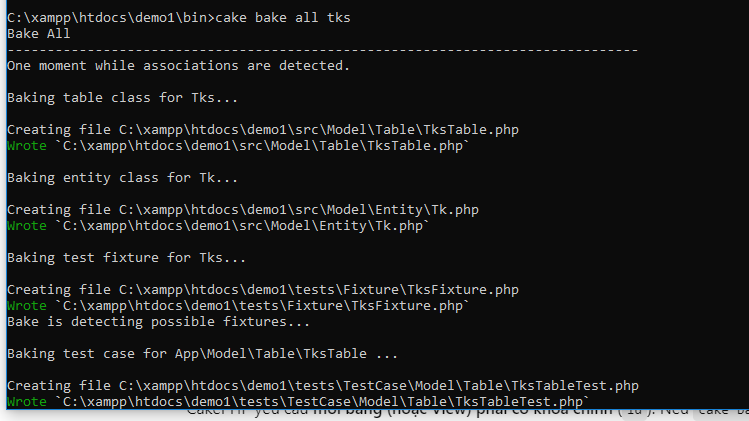 C:\xampp\htdocs\demo1\bin>cake bake all tks
Bake All
-------------------------------------------------------------------------------
One moment while associations are detected.
Baking table class for Tks...
Creating file C:\xampp\htdocs\demo1\src\Model\Table\TksTable.php
Wrote `C:\xampp\htdocs\demo1\src\Model\Table\TksTable.php`
Baking entity class for Tk...
Creating file C:\xampp\htdocs\demo1\src\Model\Entity\Tk.php
Wrote `C:\xampp\htdocs\demo1\src\Model\Entity\Tk.php`
Baking test fixture for Tks...
Creating file C:\xampp\htdocs\demo1\tests\Fixture\TksFixture.php
Wrote `C:\xampp\htdocs\demo1\tests\Fixture\TksFixture.php`
Bake is detecting possible fixtures...
Baking test case for App\Model\Table\TksTable ...
Creating file C:\xampp\htdocs\demo1\tests\TestCase\Model\Table\TksTableTest.php
Wrote `C:\xampp\htdocs\demo1\tests\TestCase\Model\Table\TksTableTest.php`